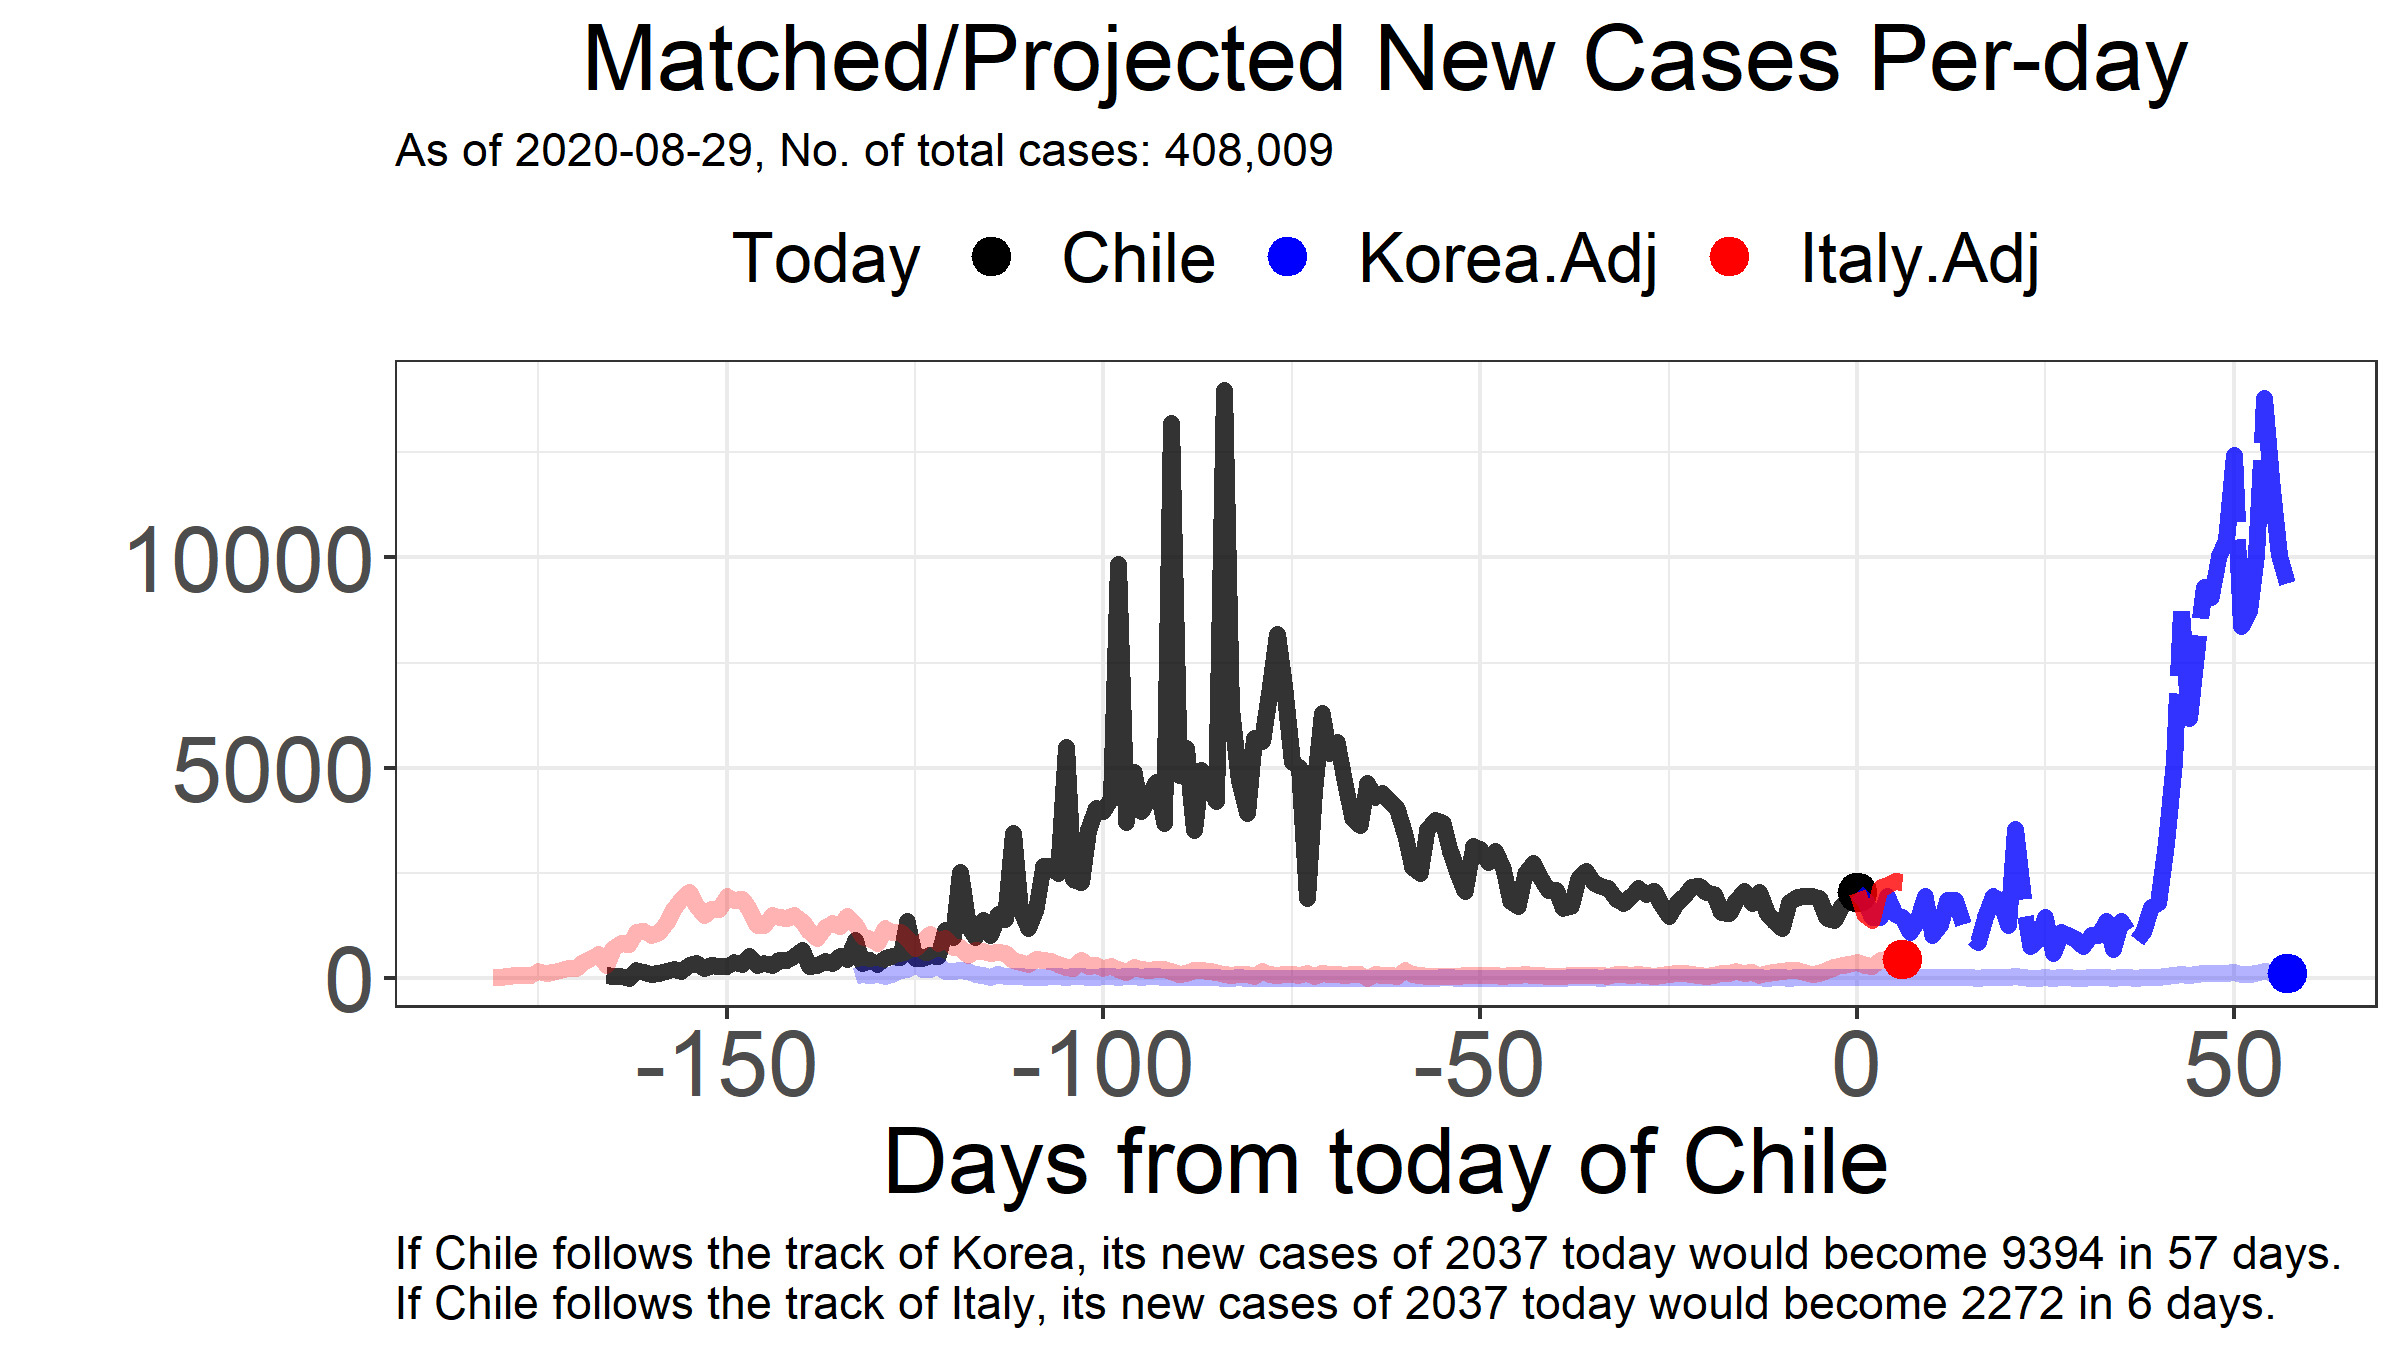 Matched/Projected New Cases Per-day
As of 2020-08-29, No. of total cases: 408,009
Today Chile Korea.Adj Italy.Adj
10000
5000
0
-150 -100 -50 0 50
Days from today of Chile
If Chile follows the track of Korea, its new cases of 2037 today would become 9394 in 57 days.
If Chile follows the track of Italy, its new cases of 2037 today would become 2272 in 6 days.